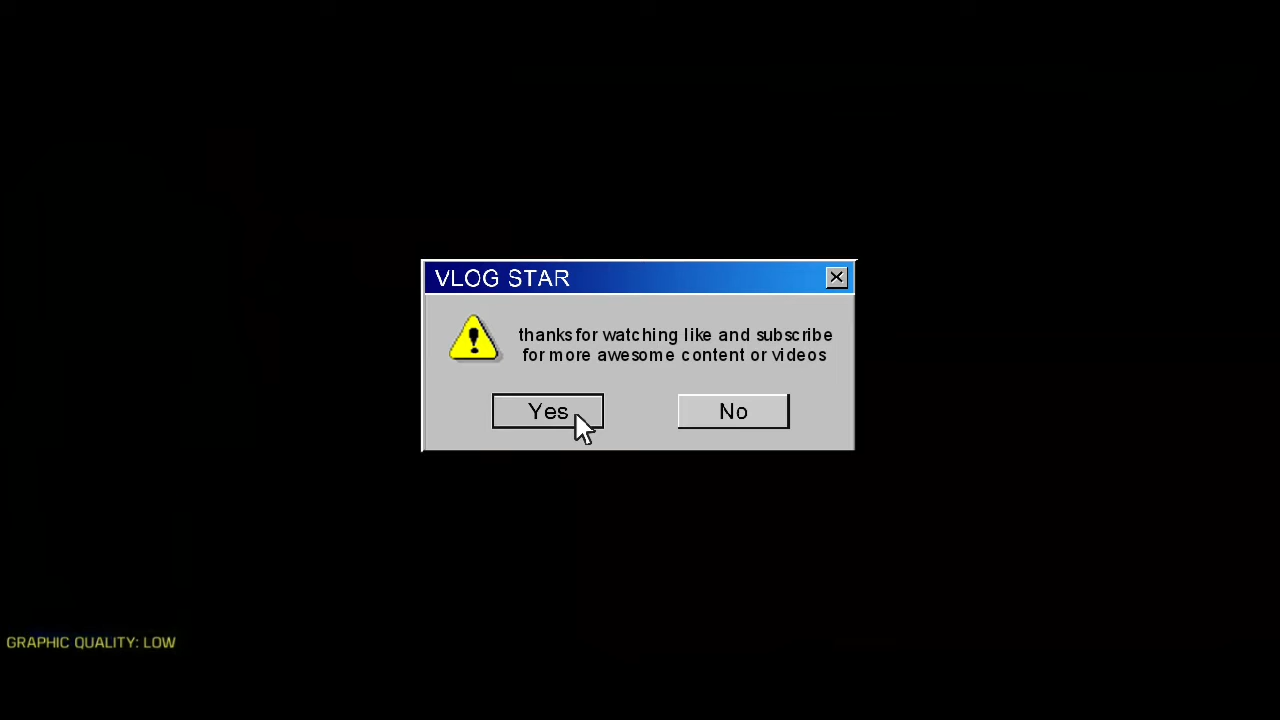 VLOG STAR
thanks for watching like and subscribe
for more awesome content or videos
Yes
No
GRAPHIC QUALITY: LOW